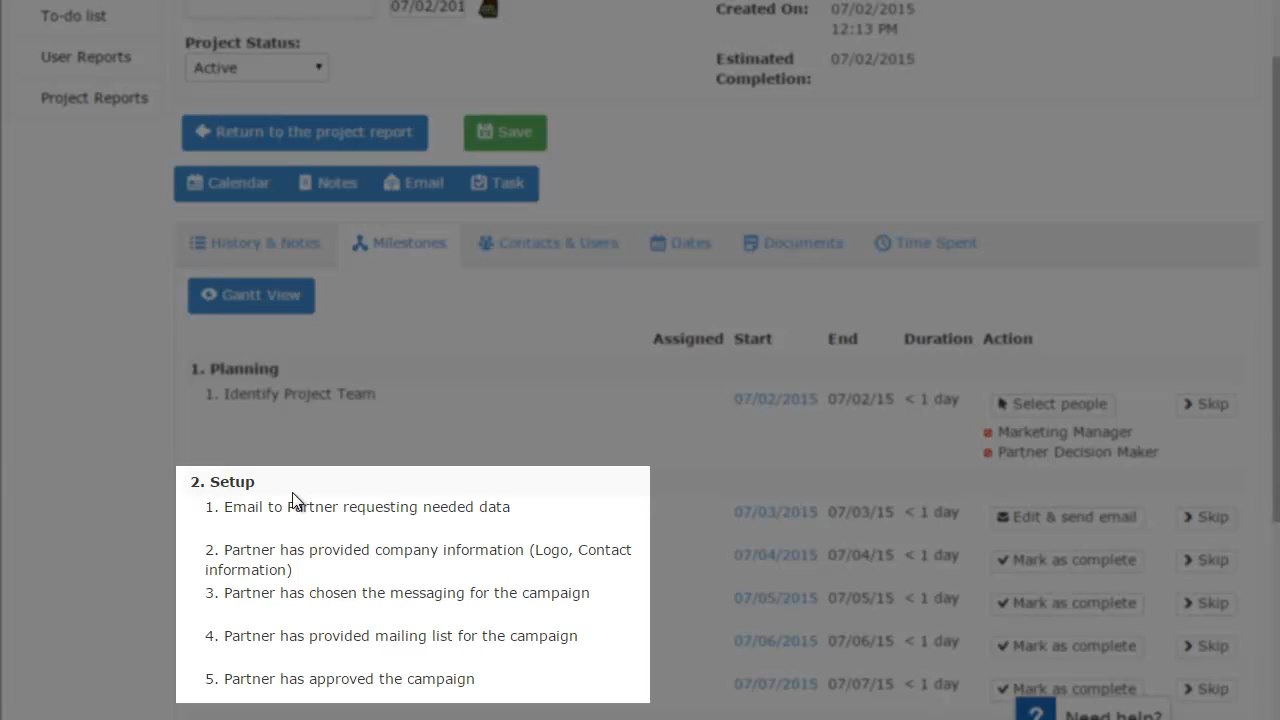 To-do list
User Reports
Project Reports
07/02/201
Project Status:
Active
Created On: 07/02/2015
12:13 PM
Estimated 07/02/2015
Completion:
Return to the project report Save
Calendar Notes Email Task
History & Notes Milestones Contacts & Users Dates Documents Time Spent
Gantt View
Assigned Start End Duration Action
1. Planning
1. Identify Project Team 07/02/2015 07/02/15 < 1 day Select people Skip
Marketing Manager
Partner Decision Maker
2. Setup
1. Email to Partner requesting needed data 07/03/2015 07/03/15 < 1 day Edit & send email Skip
2. Partner has provided company information (Logo, Contact 07/04/2015 07/04/15 < 1 day Mark as complete Skip
information)
3. Partner has chosen the messaging for the campaign 07/05/2015 07/05/15 < 1 day Mark as complete Skip
4. Partner has provided mailing list for the campaign 07/06/2015 07/06/15 < 1 day Mark as complete Skip
5. Partner has approved the campaign 07/07/2015 07/07/15 < 1 day Mark as complete Skip
? Need help?